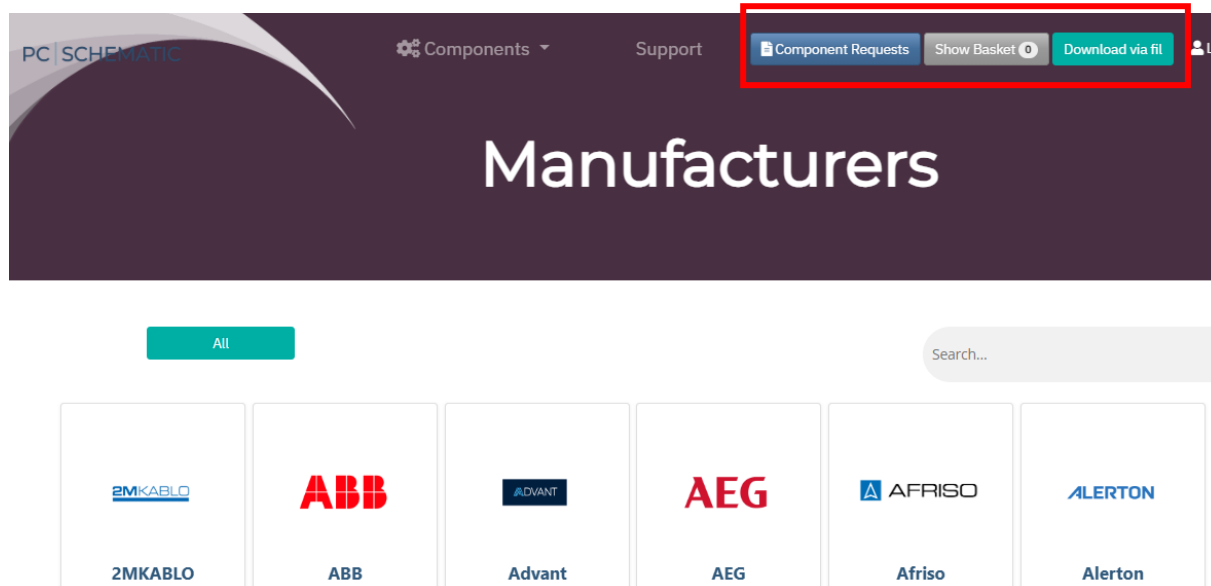 PC SCHEMATIC Components Support Component Requests Show Basket 0 Download via fil L
Manufacturers
All
Search...
2MKABLO ABB ADVANT AEG AFRISO ALERTON
2MKABLO ABB Advant AEG Afriso Alerton